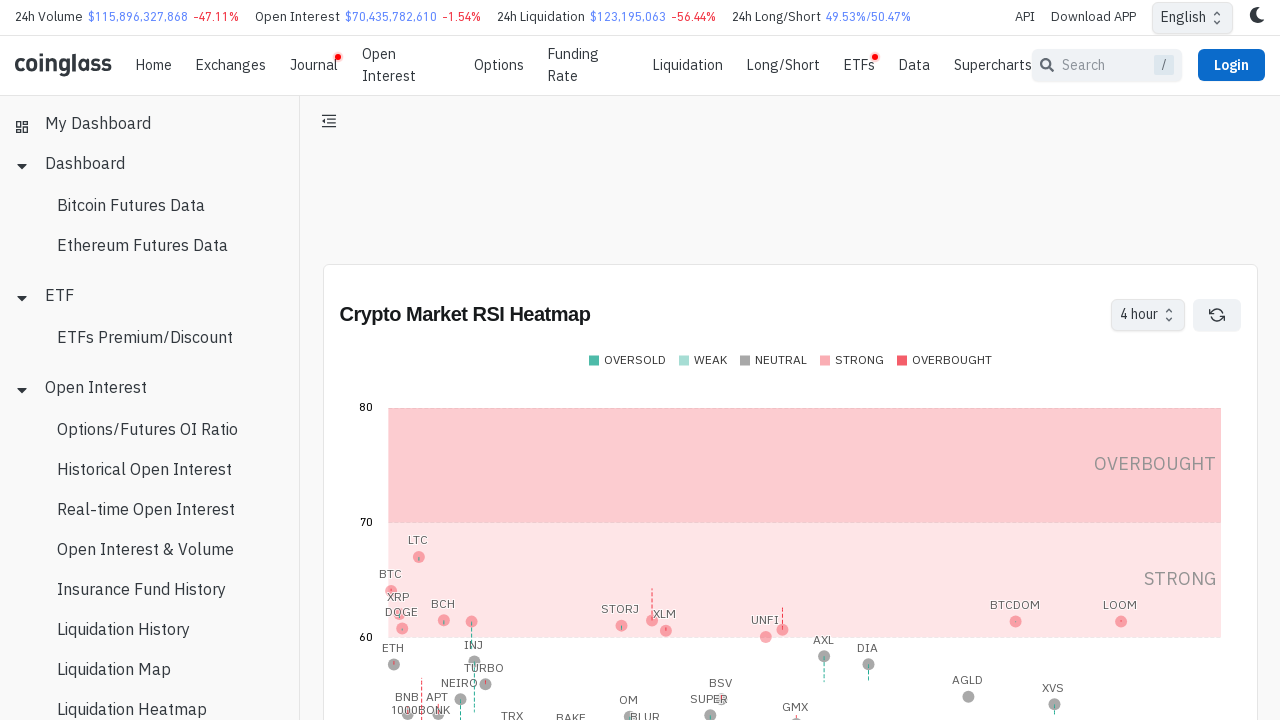 24h Volume $115,896,327,868 -47.11% Open Interest $70,435,782,610 -1.54% 24h Liquidation $123,195,063 -56.44% 24h Long/Short 49.53%/50.47% API Download APP English
coinglass Home Exchanges Journal Open Interest Options Funding Rate Liquidation Long/Short ETFs Data Supercharts Search / Login
My Dashboard
Dashboard
Bitcoin Futures Data
Ethereum Futures Data
ETF
ETFs Premium/Discount
Open Interest
Options/Futures OI Ratio
Historical Open Interest
Real-time Open Interest
Open Interest & Volume
Insurance Fund History
Liquidation History
Liquidation Map
Liquidation Heatmap
Crypto Market RSI Heatmap 4 hour
OVERSOLD WEAK NEUTRAL STRONG OVERBOUGHT
80
OVERBOUGHT
70
LTC
BTC
STRONG
XRP
BCH STORJ BTCDOM LOOM
DOGE XLM
UNFI
60
AXL
ETH INJ DIA
TURBO
NEIRO BSV AGLD
XVS
BNB APT OM SUPER
GMX
1000BONK TRX BAKE BLUR